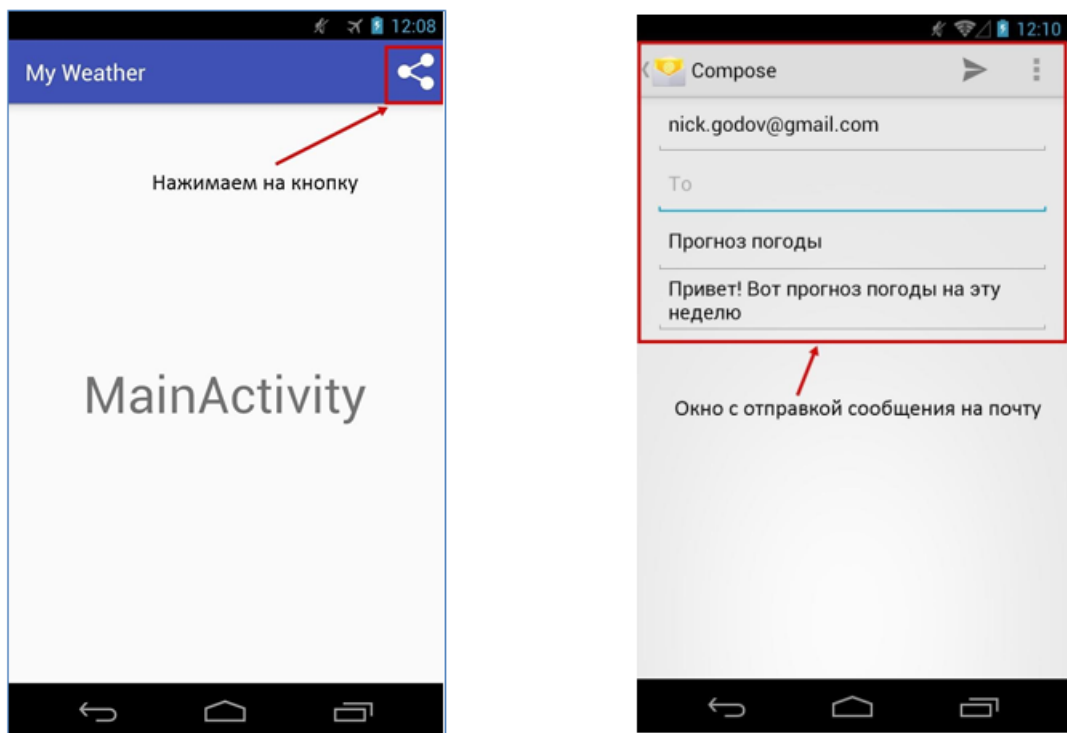 12:08
My Weather
Нажимаем на кнопку
MainActivity
12:10
Compose
nick.godov@gmail.com
To
Прогноз погоды
Привет! Вот прогноз погоды на эту
неделю
Окно с отправкой сообщения на почту